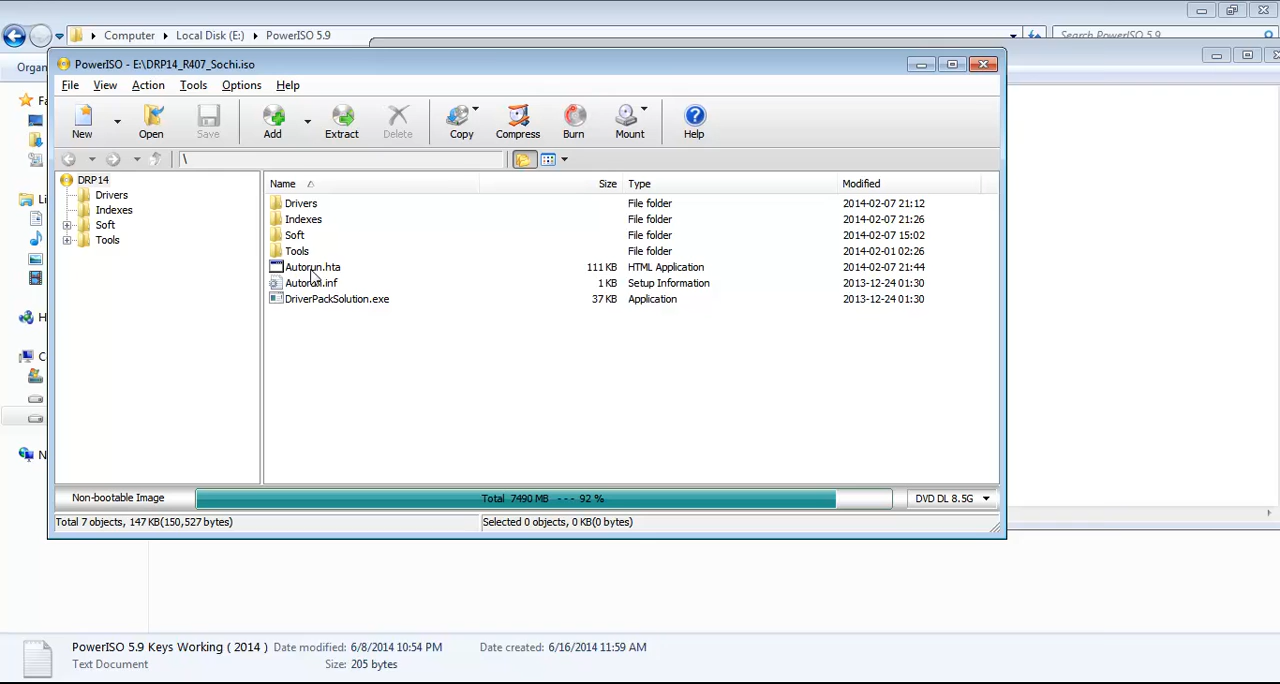 Computer Local Disk (E:) PowerISO 5.9
Search PowerISO 5.9
Organ
PowerISO - E:\DRP14_R407_Sochi.iso
File View Action Tools Options Help
New Open Save Add Extract Delete Copy Compress Burn Mount Help
\
DRP14
Drivers
Indexes
Soft
Tools
Name Size Type Modified
Drivers File folder 2014-02-07 21:12
Indexes File folder 2014-02-07 21:26
Soft File folder 2014-02-07 15:02
Tools File folder 2014-02-01 02:26
Autorun.hta 111 KB HTML Application 2014-02-07 21:44
Autorun.inf 1 KB Setup Information 2013-12-24 01:30
DriverPackSolution.exe 37 KB Application 2013-12-24 01:30
Fa
Li
H
C
N
Non-bootable Image Total 7490 MB --- 92 % DVD DL 8.5G
Total 7 objects, 147 KB(150,527 bytes) Selected 0 objects, 0 KB(0 bytes)
PowerISO 5.9 Keys Working ( 2014 ) Date modified: 6/8/2014 10:54 PM Date created: 6/16/2014 11:59 AM
Text Document Size: 205 bytes